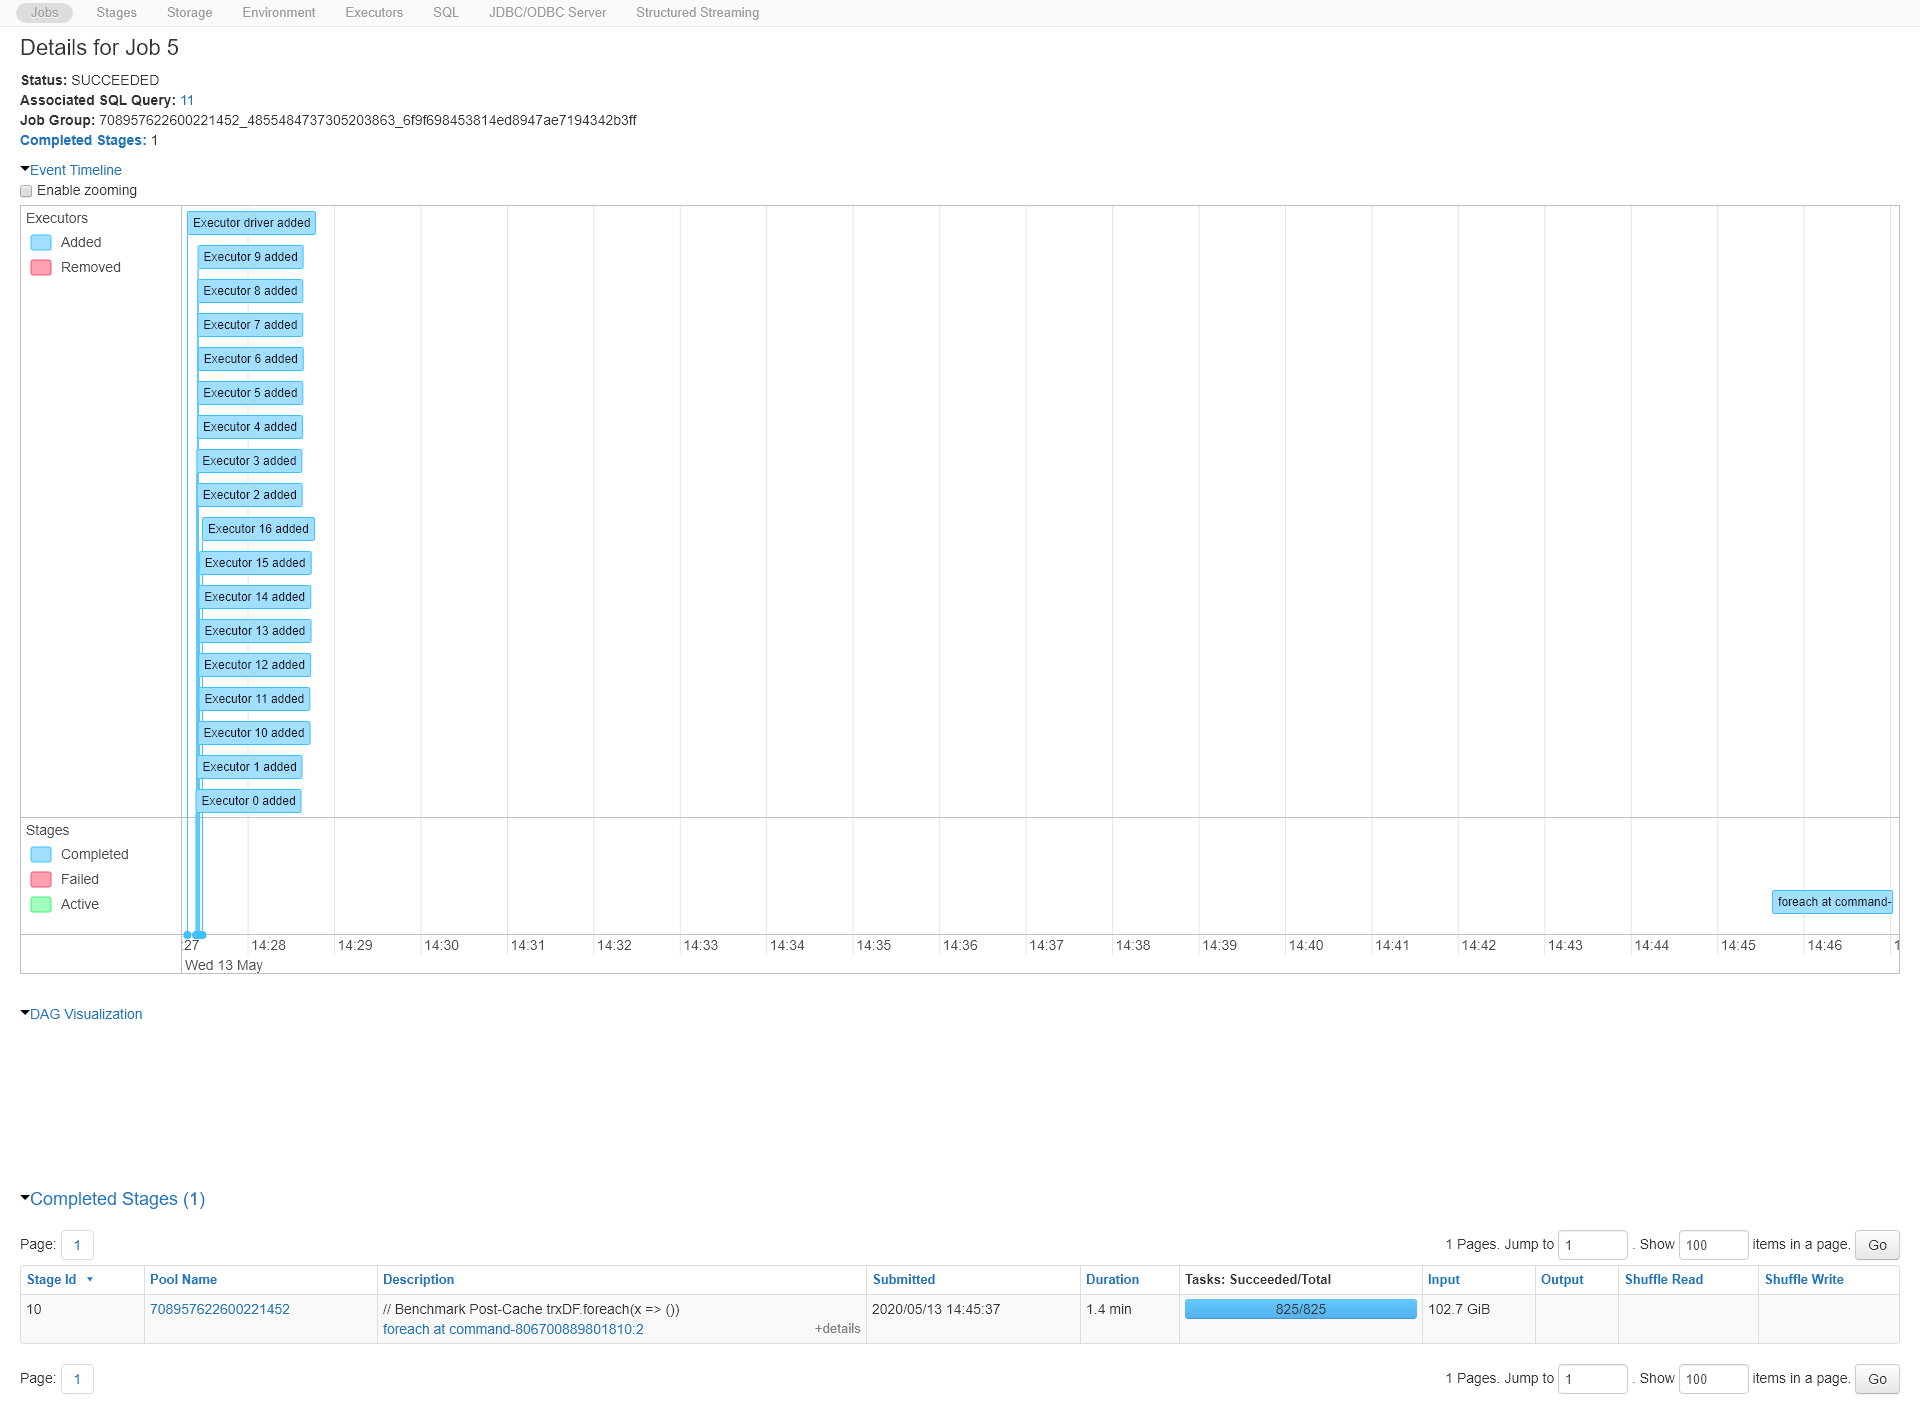 Jobs Stages Storage Environment Executors SQL JDBC/ODBC Server Structured Streaming
Details for Job 5
Status: SUCCEEDED
Associated SQL Query: 11
Job Group: 708957622600221452_4855484737305203863_6f9f698453814ed8947ae7194342b3ff
Completed Stages: 1
Event Timeline
Enable zooming
Executors
Added
Removed
Executor driver added
Executor 9 added
Executor 8 added
Executor 7 added
Executor 6 added
Executor 5 added
Executor 4 added
Executor 3 added
Executor 2 added
Executor 16 added
Executor 15 added
Executor 14 added
Executor 13 added
Executor 12 added
Executor 11 added
Executor 10 added
Executor 1 added
Executor 0 added
Stages
Completed
Failed
Active
foreach at command-
:27 14:28 14:29 14:30 14:31 14:32 14:33 14:34 14:35 14:36 14:37 14:38 14:39 14:40 14:41 14:42 14:43 14:44 14:45 14:46 1
Wed 13 May
DAG Visualization
Completed Stages (1)
Page: 1 1 Pages. Jump to 1 . Show 100 items in a page. Go
Stage Id Pool Name Description Submitted Duration Tasks: Succeeded/Total Input Output Shuffle Read Shuffle Write
10 708957622600221452 // Benchmark Post-Cache trxDF.foreach(x => ()) 2020/05/13 14:45:37 1.4 min 825/825 102.7 GiB
foreach at command-806700889801810:2 +details
Page: 1 1 Pages. Jump to 1 . Show 100 items in a page. Go